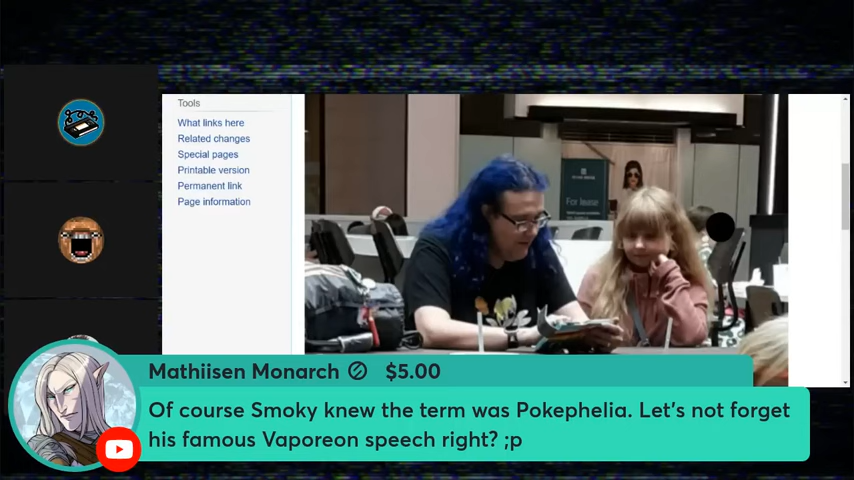 Tools
What links here
Related changes
Special pages
Printable version
Permanent link
Page information
For lease
Mathiisen Monarch $5.00
Of course Smoky knew the term was Pokephelia. Let's not forget
his famous Vaporeon speech right? ;p